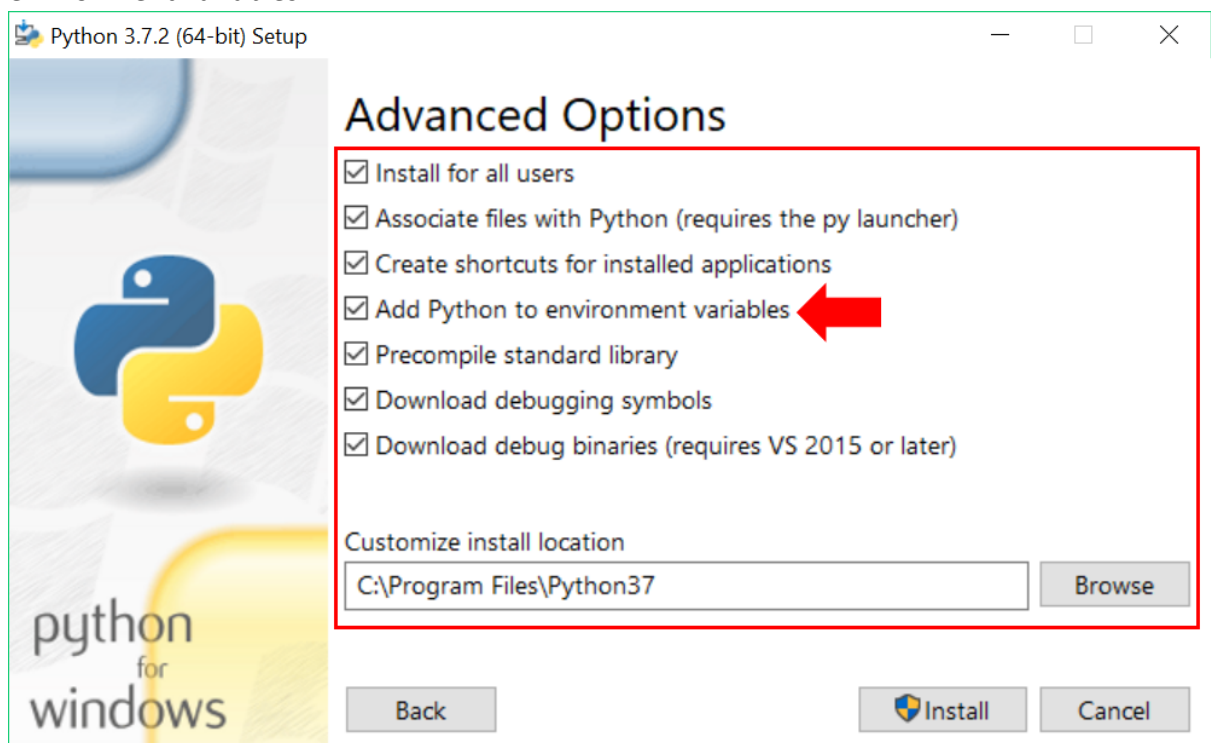 Python 3.7.2 (64-bit) Setup
Advanced Options
Install for all users
Associate files with Python (requires the py launcher)
Create shortcuts for installed applications
Add Python to environment variables
Precompile standard library
Download debugging symbols
Download debug binaries (requires VS 2015 or later)
Customize install location
C:\Program Files\Python37
Browse
python
for
windows
Back
Install
Cancel